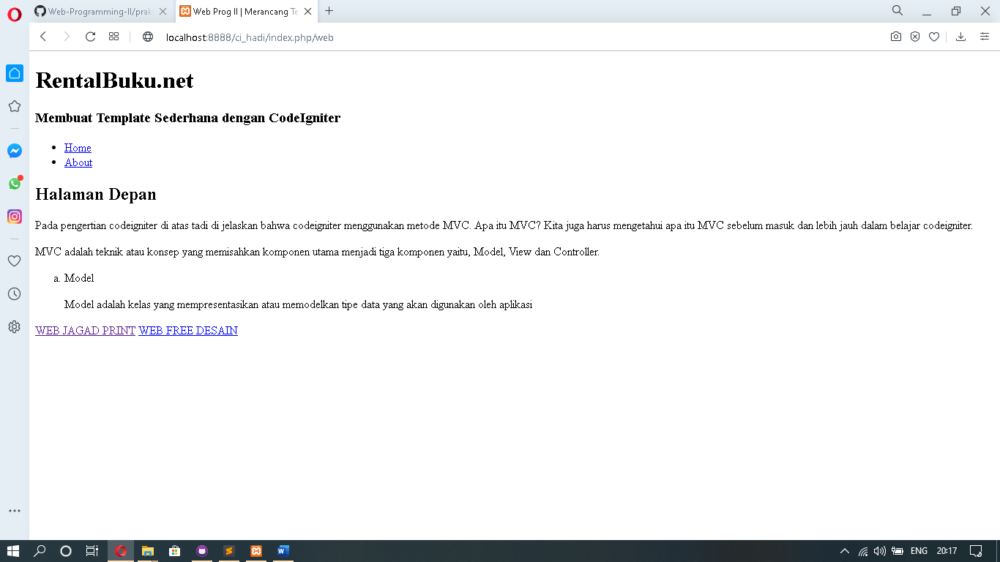 Web-Programming-II/prak
Web Prog II | Merancang Te
localhost:8888/ci_hadi/index.php/web
RentalBuku.net
Membuat Template Sederhana dengan CodeIgniter
• Home
• About
Halaman Depan
Pada pengertian codeigniter di atas tadi di jelaskan bahwa codeigniter menggunakan metode MVC. Apa itu MVC? Kita juga harus mengetahui apa itu MVC sebelum masuk dan lebih jauh dalam belajar codeigniter.
MVC adalah teknik atau konsep yang memisahkan komponen utama menjadi tiga komponen yaitu, Model, View dan Controller.
a. Model
Model adalah kelas yang mempresentasikan atau memodelkan tipe data yang akan digunakan oleh aplikasi
WEB JAGAD PRINT WEB FREE DESAIN
ENG 20:17